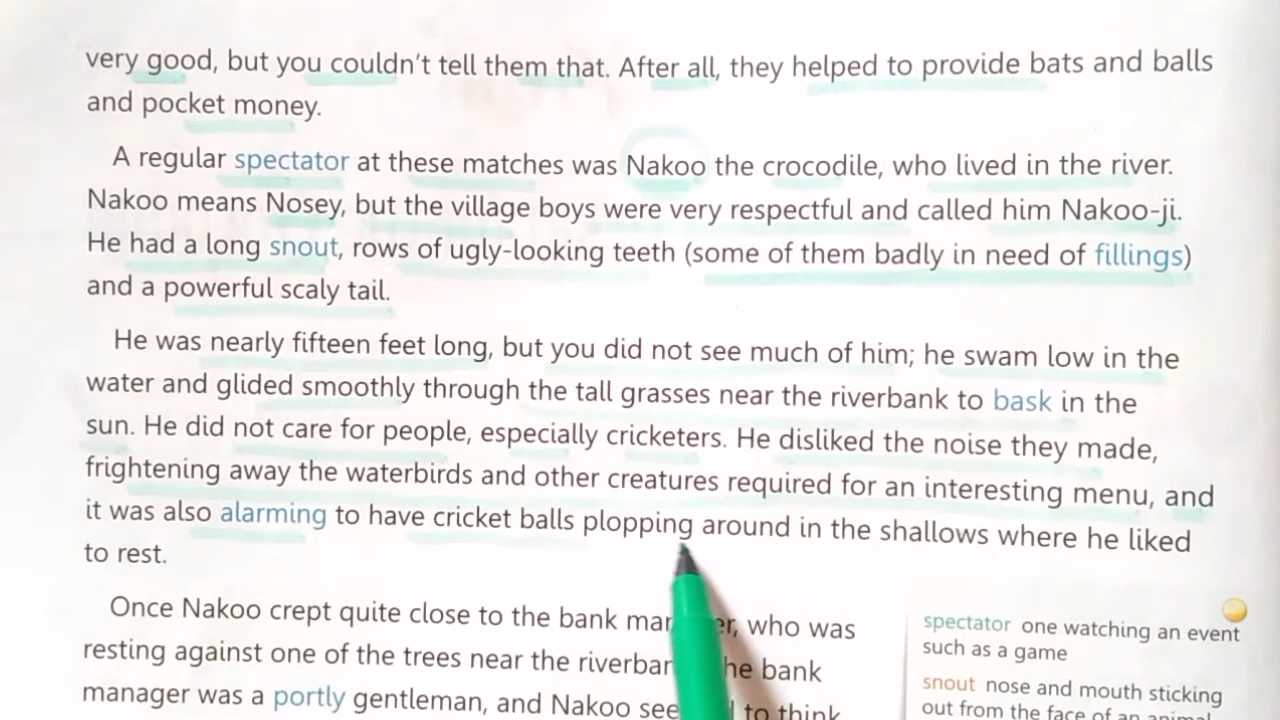 very good, but you couldn't tell them that. After all, they helped to provide bats and balls
and pocket money.
A regular spectator at these matches was Nakoo the crocodile, who lived in the river.
Nakoo means Nosey, but the village boys were very respectful and called him Nakoo-ji.
He had a long snout, rows of ugly-looking teeth (some of them badly in need of fillings)
and a powerful scaly tail.
He was nearly fifteen feet long, but you did not see much of him; he swam low in the
water and glided smoothly through the tall grasses near the riverbank to bask in the
sun. He did not care for people, especially cricketers. He disliked the noise they made,
frightening away the waterbirds and other creatures required for an interesting menu, and
it was also alarming to have cricket balls plopping around in the shallows where he liked
to rest.
Once Nakoo crept quite close to the bank who was
resting against one of the trees near the bank
manager was a portly gentleman, and Nakoo to think
spectator one watching an event
such as a game
snout nose and mouth sticking
out from the face of an animal